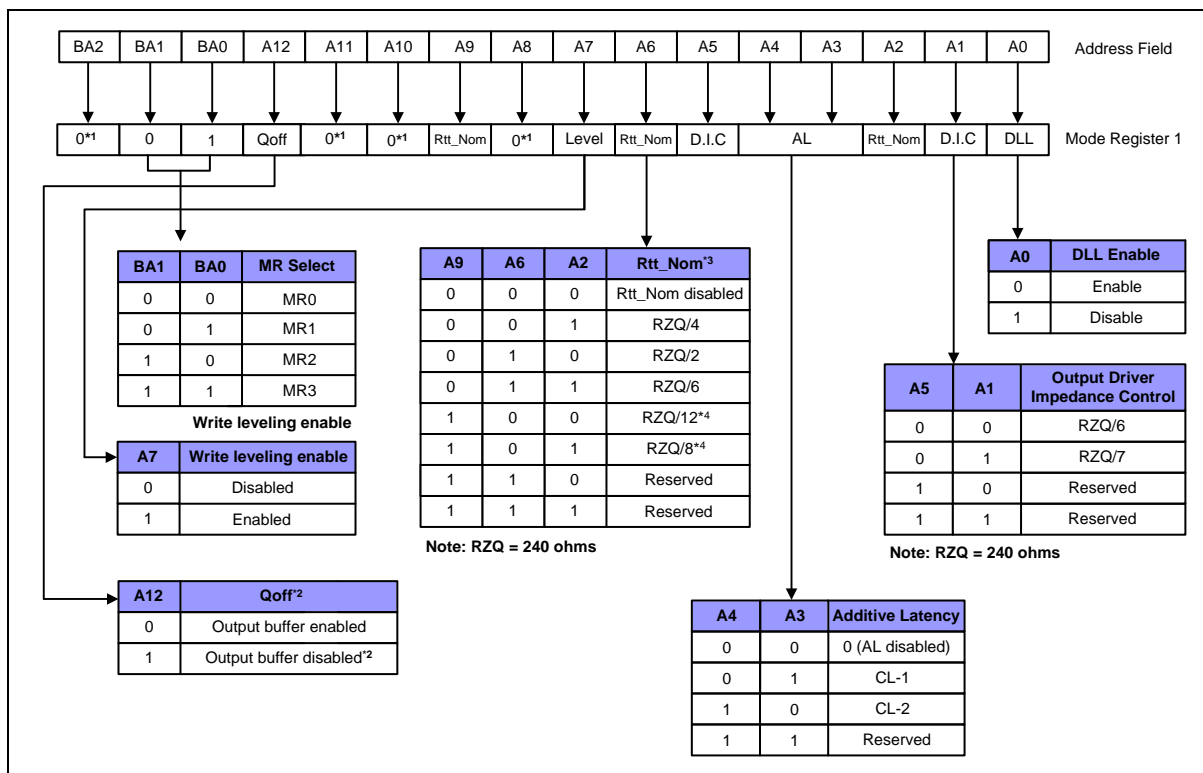 BA2 BA1 BA0 A12 A11 A10 A9 A8 A7 A6 A5 A4 A3 A2 A1 A0 Address Field
0*1 0 1 Qoff 0*1 0*1 Rtt_Nom 0*1 Level Rtt_Nom D.I.C AL Rtt_Nom D.I.C DLL Mode Register 1
BA1 BA0 MR Select
0 0 MR0
0 1 MR1
1 0 MR2
1 1 MR3
Write leveling enable
A7 Write leveling enable
0 Disabled
1 Enabled
A12 Qoff*2
0 Output buffer enabled
1 Output buffer disabled*2
A9 A6 A2 Rtt_Nom*3
0 0 0 Rtt_Nom disabled
0 0 1 RZQ/4
0 1 0 RZQ/2
0 1 1 RZQ/6
1 0 0 RZQ/12*4
1 0 1 RZQ/8*4
1 1 0 Reserved
1 1 1 Reserved
Note: RZQ = 240 ohms
A4 A3 Additive Latency
0 0 0 (AL disabled)
0 1 CL-1
1 0 CL-2
1 1 Reserved
A0 DLL Enable
0 Enable
1 Disable
A5 A1 Output Driver
Impedance Control
0 0 RZQ/6
0 1 RZQ/7
1 0 Reserved
1 1 Reserved
Note: RZQ = 240 ohms